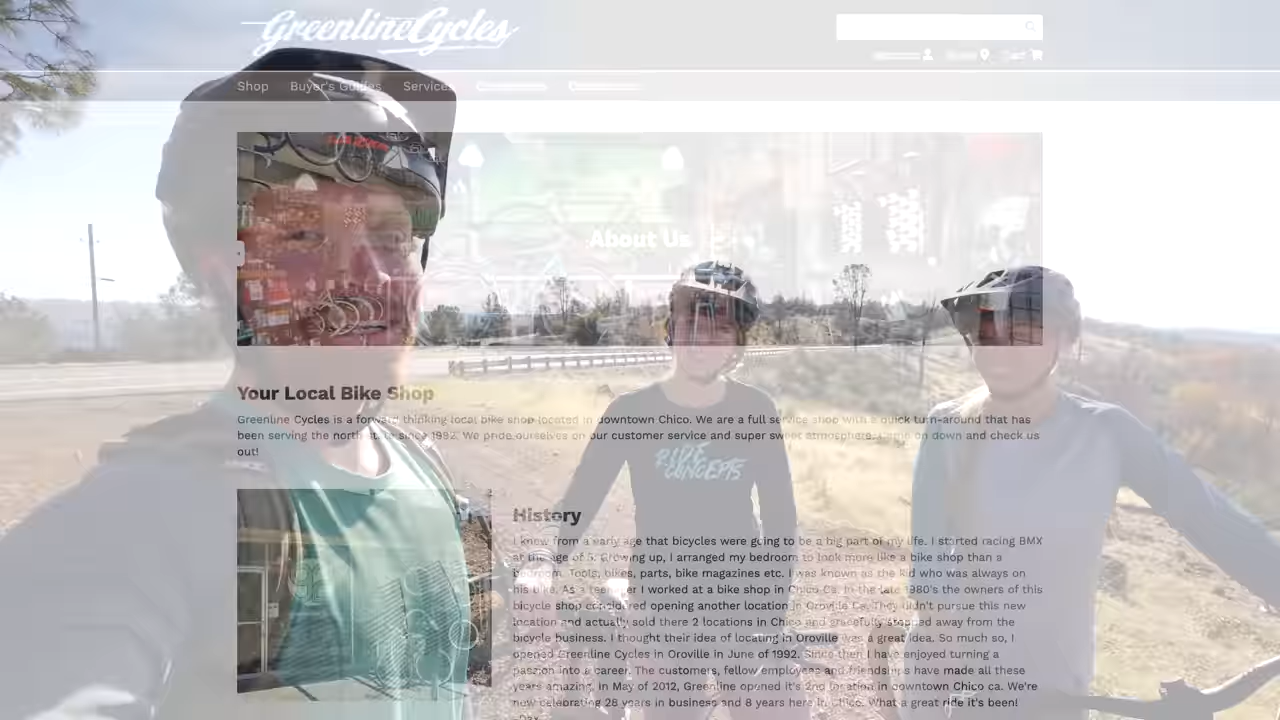 Greenline Cycles
Cart
Shop Buyer's Guides Services
About Us
Your Local Bike Shop
Greenline Cycles is a forward thinking local bike shop located in downtown Chico. We are a full service shop with a quick turn-around that has
been serving the north state since 1992. We pride ourselves on our customer service and super sweet atmosphere. Come on down and check us
out!
RIDE
CONCEPTS
History
I knew from a early age that bicycles were going to be a big part of my life. I started racing BMX
at the age of 5. Growing up, I arranged my bedroom to look more like a bike shop than a
bedroom. Tools, bikes, parts, bike magazines etc. I was known as the kid who was always on
his bike. As a teenager I worked at a bike shop in Chico Ca. In the late 1980's the owners of this
bicycle shop considered opening another location in Oroville Ca. They didn't pursue this new
location and actually sold there 2 locations in Chico and gracefully stepped away from the
bicycle business. I thought their idea of locating in Oroville was a great idea. So much so, I
opened Greenline Cycles in Oroville in June of 1992. Since then I have enjoyed turning a
passion into a career. The customers, fellow employees and friendships have made all these
years amazing. In May of 2012, Greenline opened it's 2nd location in downtown Chico ca. We're
now celebrating 28 years in business and 8 years here in Chico. What a great ride it's been!